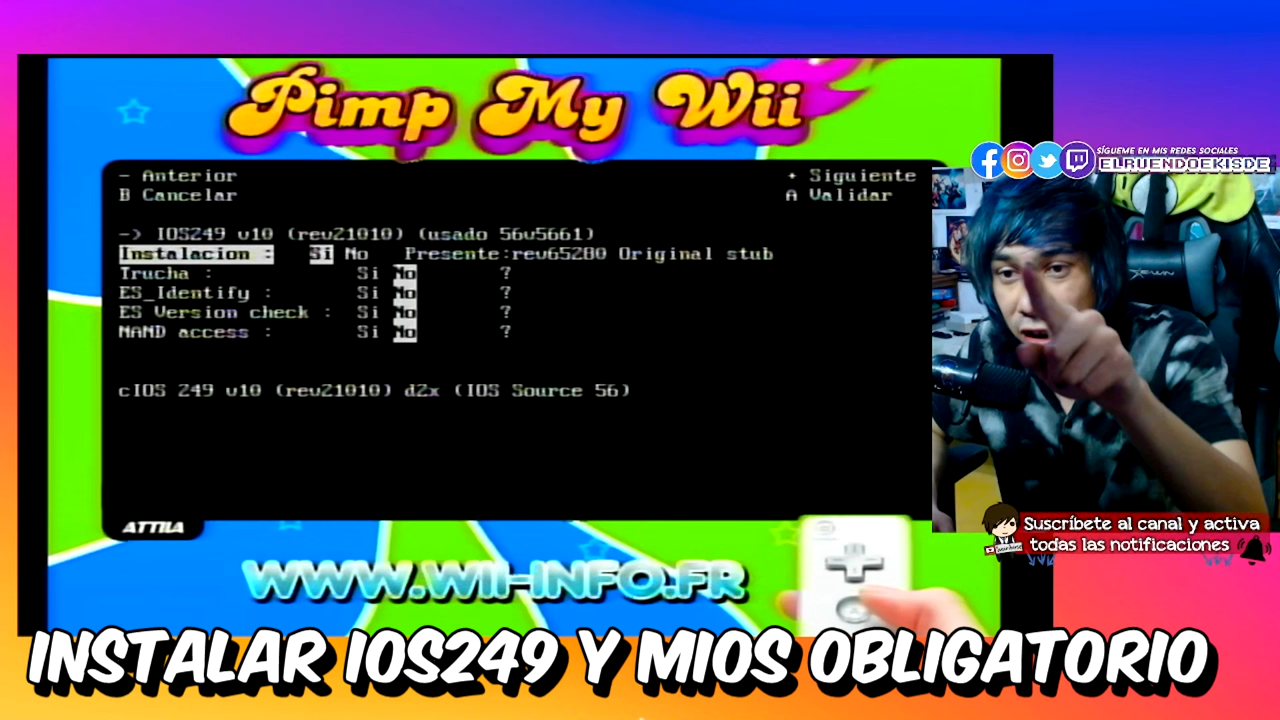 Pimp My Wii
- Anterior
+ Siguiente
B Cancelar
A Validar
-> IOS249 v10 (rev21010) (usado 56v5661)
Instalacion : Si No Presente:rev65280 Original stub
Trucha : Si No ?
ES_Identify : Si No ?
ES Version check : Si No ?
NAND access : Si No ?
cIOS 249 v10 (rev21010) d2x (IOS Source 56)
ATTILA
WWW.WII-INFO.FR
SÍGUEME EN MIS REDES SOCIALES
ELRUENDOEKISDE
Suscríbete al canal y activa
todas las notificaciones
INSTALAR IOS249 Y MIOS OBLIGATORIO